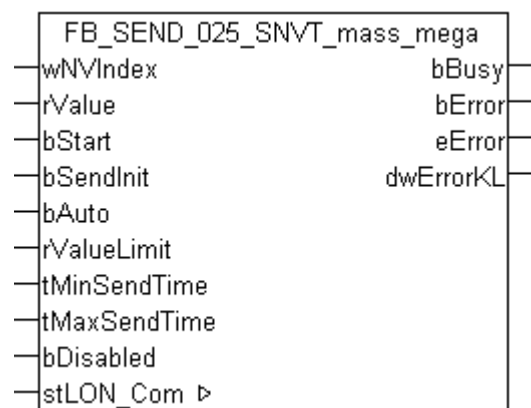 FB_SEND_025_SNVT_mass_mega
wNVIndex bBusy
rValue bError
bStart eError
bSendInit dwErrorKL
bAuto
rValueLimit
tMinSendTime
tMaxSendTime
bDisabled
stLON_Com ▷